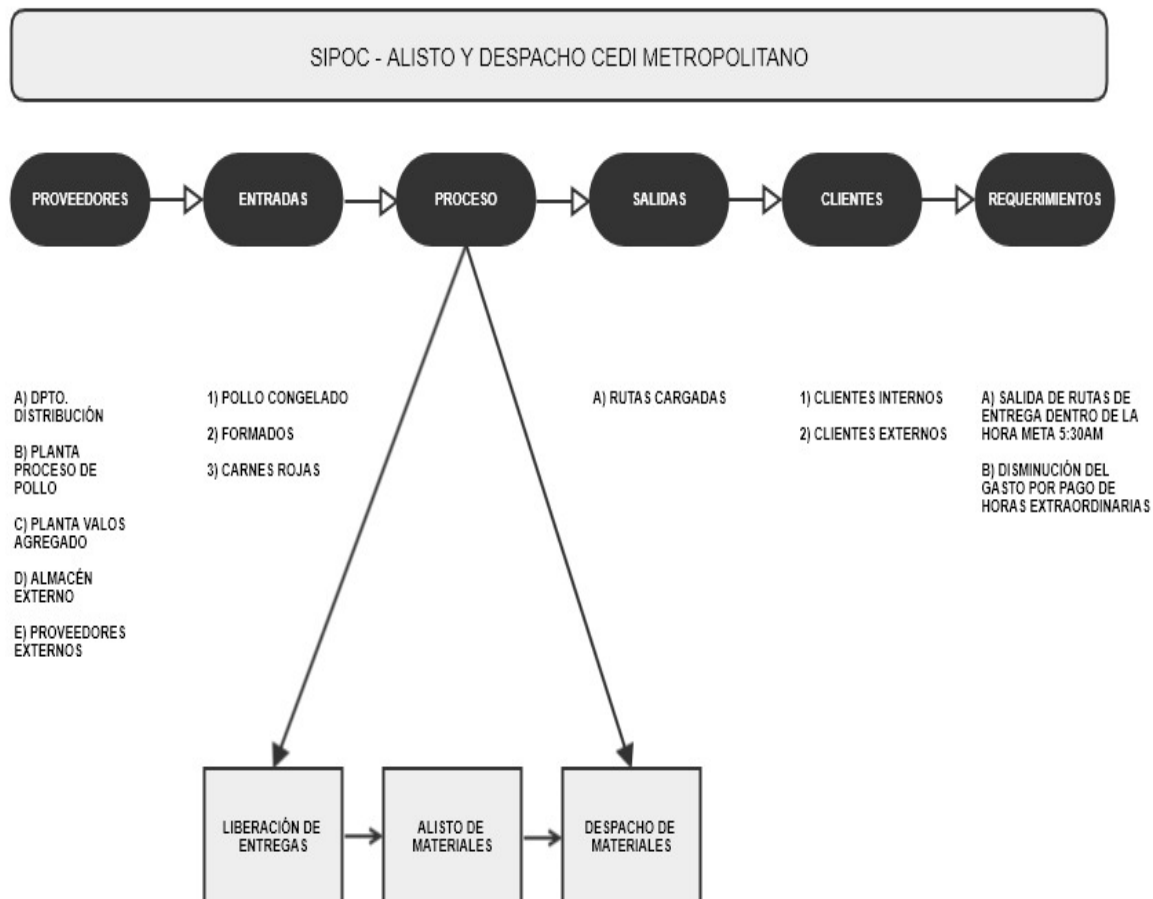 SIPOC - ALISTO Y DESPACHO CEDI METROPOLITANO
PROVEEDORES
ENTRADAS
PROCESO
SALIDAS
CLIENTES
REQUERIMIENTOS
A) DPTO.
DISTRIBUCIÓN
B) PLANTA
PROCESO DE
POLLO
C) PLANTA VALOS
AGREGADO
D) ALMACÉN
EXTERNO
E) PROVEEDORES
EXTERNOS
1) POLLO CONGELADO
2) FORMADOS
3) CARNES ROJAS
A) RUTAS CARGADAS
1) CLIENTES INTERNOS
2) CLIENTES EXTERNOS
A) SALIDA DE RUTAS DE
ENTREGA DENTRO DE LA
HORA META 5:30AM
B) DISMINUCIÓN DEL
GASTO POR PAGO DE
HORAS EXTRAORDINARIAS
LIBERACIÓN DE
ENTREGAS
ALISTO DE
MATERIALES
DESPACHO DE
MATERIALES